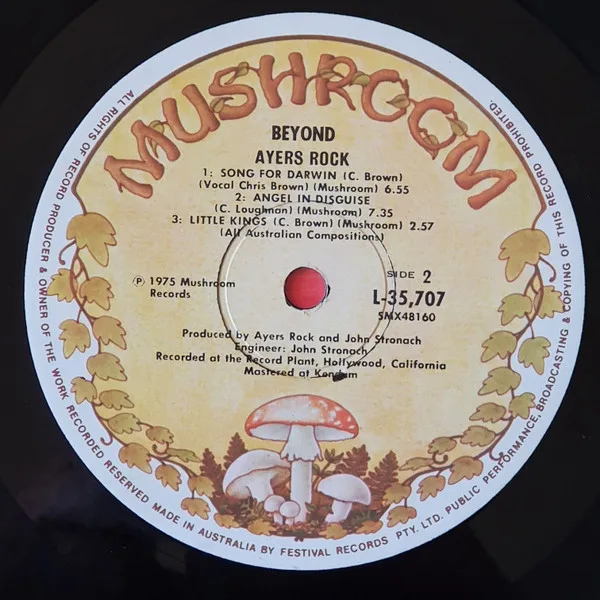 MUSHROOM
BEYOND
AYERS ROCK
1: SONG FOR DARWIN (C. Brown)
(Vocal Chris Brown) (Mushroom) 6.55
2: ANGEL IN DISGUISE
(C. Loughnan) (Mushroom) 7.35
3: LITTLE KINGS (C. Brown) (Mushroom) 2.57
(All Australian Compositions)
℗ 1975 Mushroom
Records
SIDE 2
L-35,707
SMX48160
Produced by Ayers Rock and John Stronach
Engineer: John Stronach
Recorded at the Record Plant, Hollywood, California
Mastered at Kendum
ALL RIGHTS OF RECORD PRODUCER & OWNER OF THE WORK RECORDED RESERVED MADE IN AUSTRALIA BY FESTIVAL RECORDS PTY. LTD. PUBLIC PERFORMANCE, BROADCASTING & COPYING OF THIS RECORD PROHIBITED.